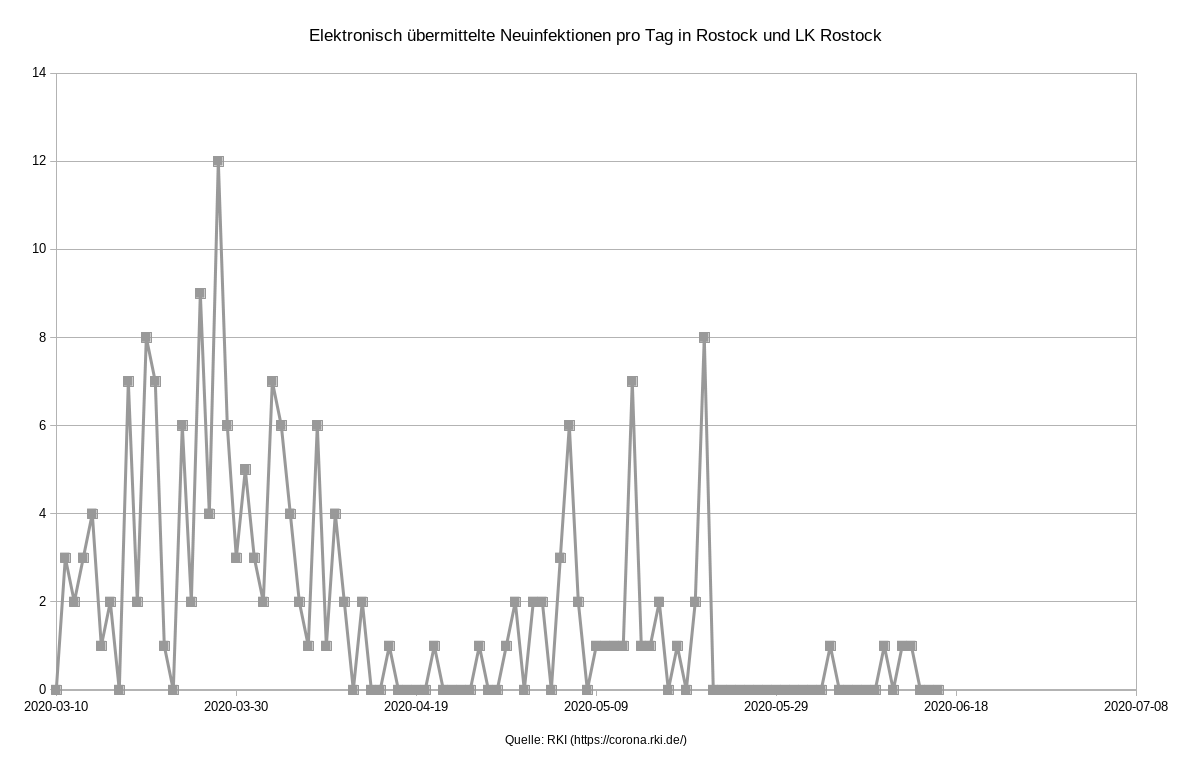 Elektronisch übermittelte Neuinfektionen pro Tag in Rostock und LK Rostock
14
12
10
8
6
4
2
0
2020-03-10 2020-03-30 2020-04-19 2020-05-09 2020-05-29 2020-06-18 2020-07-08
Quelle: RKI (https://corona.rki.de/)